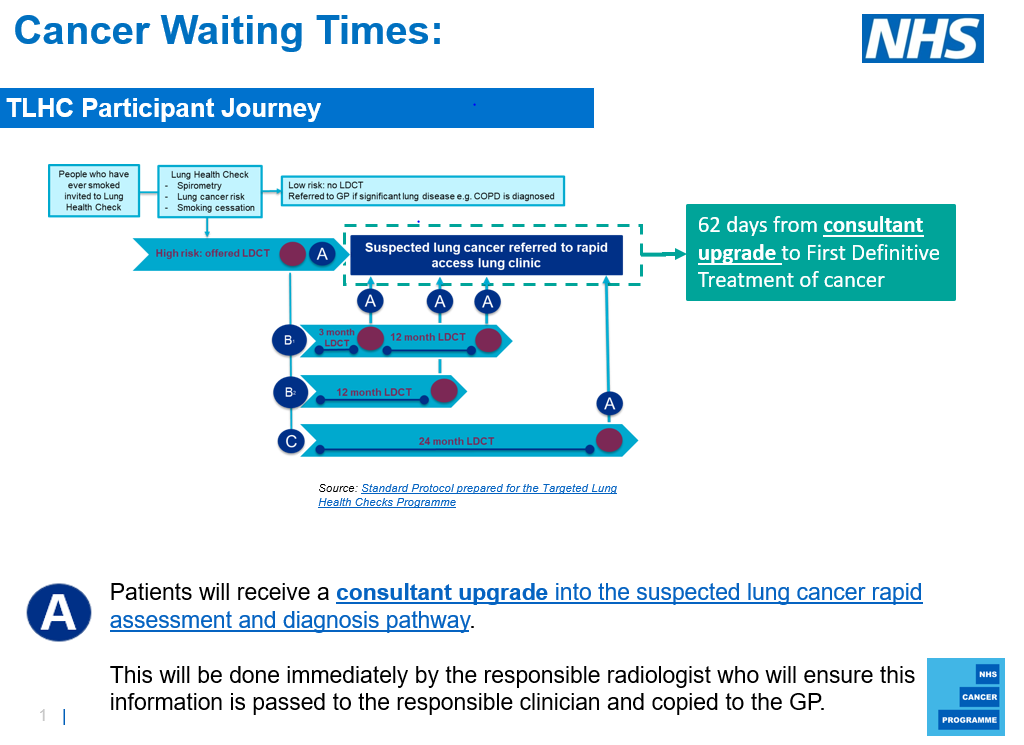 Cancer Waiting Times:
NHS
TLHC Participant Journey
People who have
ever smoked
invited to Lung
Health Check
Lung Health Check
- Spirometry
- Lung cancer risk
- Smoking cessation
Low risk: no LDCT
Referred to GP if significant lung disease e.g. COPD is diagnosed
High risk: offered LDCT
A
Suspected lung cancer referred to rapid
access lung clinic
62 days from consultant
upgrade to First Definitive
Treatment of cancer
A
A
A
B1
3 month
LDCT
12 month LDCT
B2
12 month LDCT
A
C
24 month LDCT
Source: Standard Protocol prepared for the Targeted Lung
Health Checks Programme
A
Patients will receive a consultant upgrade into the suspected lung cancer rapid
assessment and diagnosis pathway.
This will be done immediately by the responsible radiologist who will ensure this
information is passed to the responsible clinician and copied to the GP.
NHS
CANCER
PROGRAMME
1 |